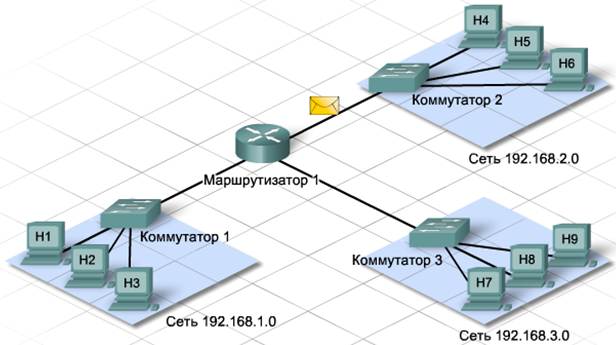 H4
H5
H6
Коммутатор 2
Сеть 192.168.2.0
Маршрутизатор 1
H1
H2
H3
Коммутатор 1
Сеть 192.168.1.0
Коммутатор 3
H9
H8
H7
Сеть 192.168.3.0